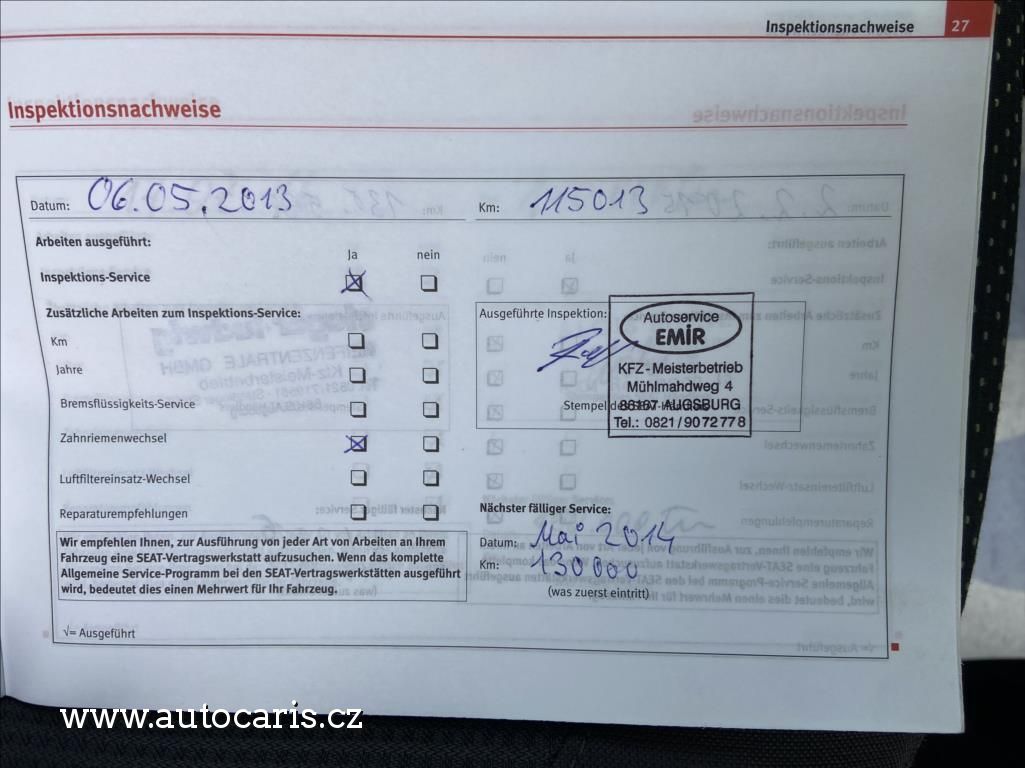 Inspektionsnachweise 27
Inspektionsnachweise
Datum: 06.05.2013 Km: 115013
Arbeiten ausgeführt:
Ja nein
Inspektions-Service
Zusätzliche Arbeiten zum Inspektions-Service:
Km
Jahre
Bremsflüssigkeits-Service
Zahnriemenwechsel
Luftfiltereinsatz-Wechsel
Reparaturempfehlungen
Ausgeführte Inspektion:
Autoservice
EMİR
KFZ-Meisterbetrieb
Mühlmahdweg 4
86167 AUGSBURG
Tel.: 0821/9072778
Stempel des
Nächster fälliger Service:
Datum: Mai 2014
Km: 130000
(was zuerst eintritt)
Wir empfehlen Ihnen, zur Ausführung von jeder Art von Arbeiten an Ihrem
Fahrzeug eine SEAT-Vertragswerkstatt aufzusuchen. Wenn das komplette
Allgemeine Service-Programm bei den SEAT-Vertragswerkstätten ausgeführt
wird, bedeutet dies einen Mehrwert für Ihr Fahrzeug.
√= Ausgeführt
www.autocaris.cz